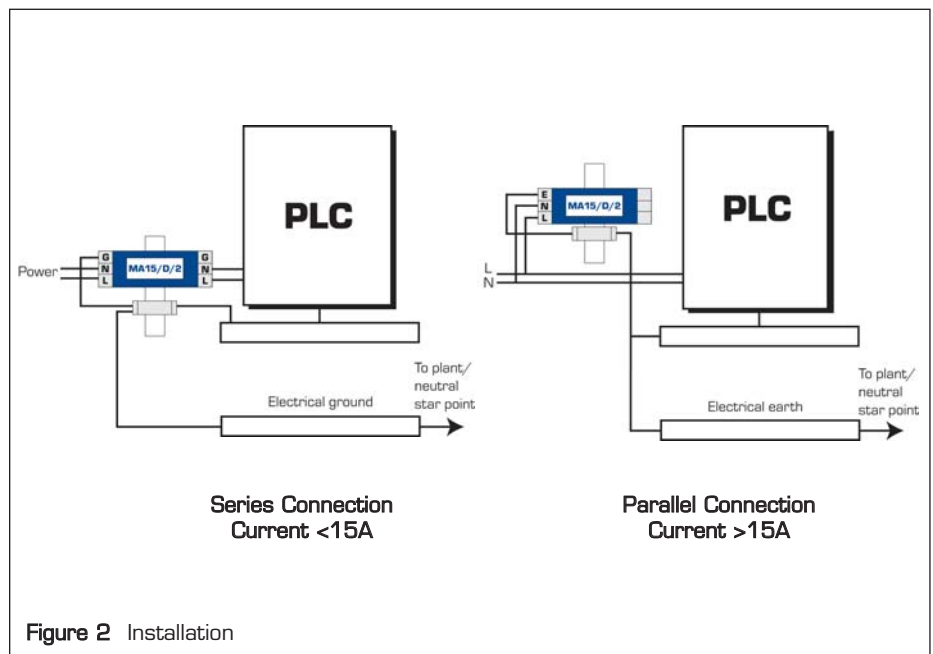 PLC
G
N
L
MA15/D/2
G
N
L
Power
Electrical ground
To plant/
neutral
star point
Series Connection
Current <15A
PLC
E
N
L
MA15/D/2
L
N
Electrical earth
To plant/
neutral
star point
Parallel Connection
Current >15A
Figure 2 Installation